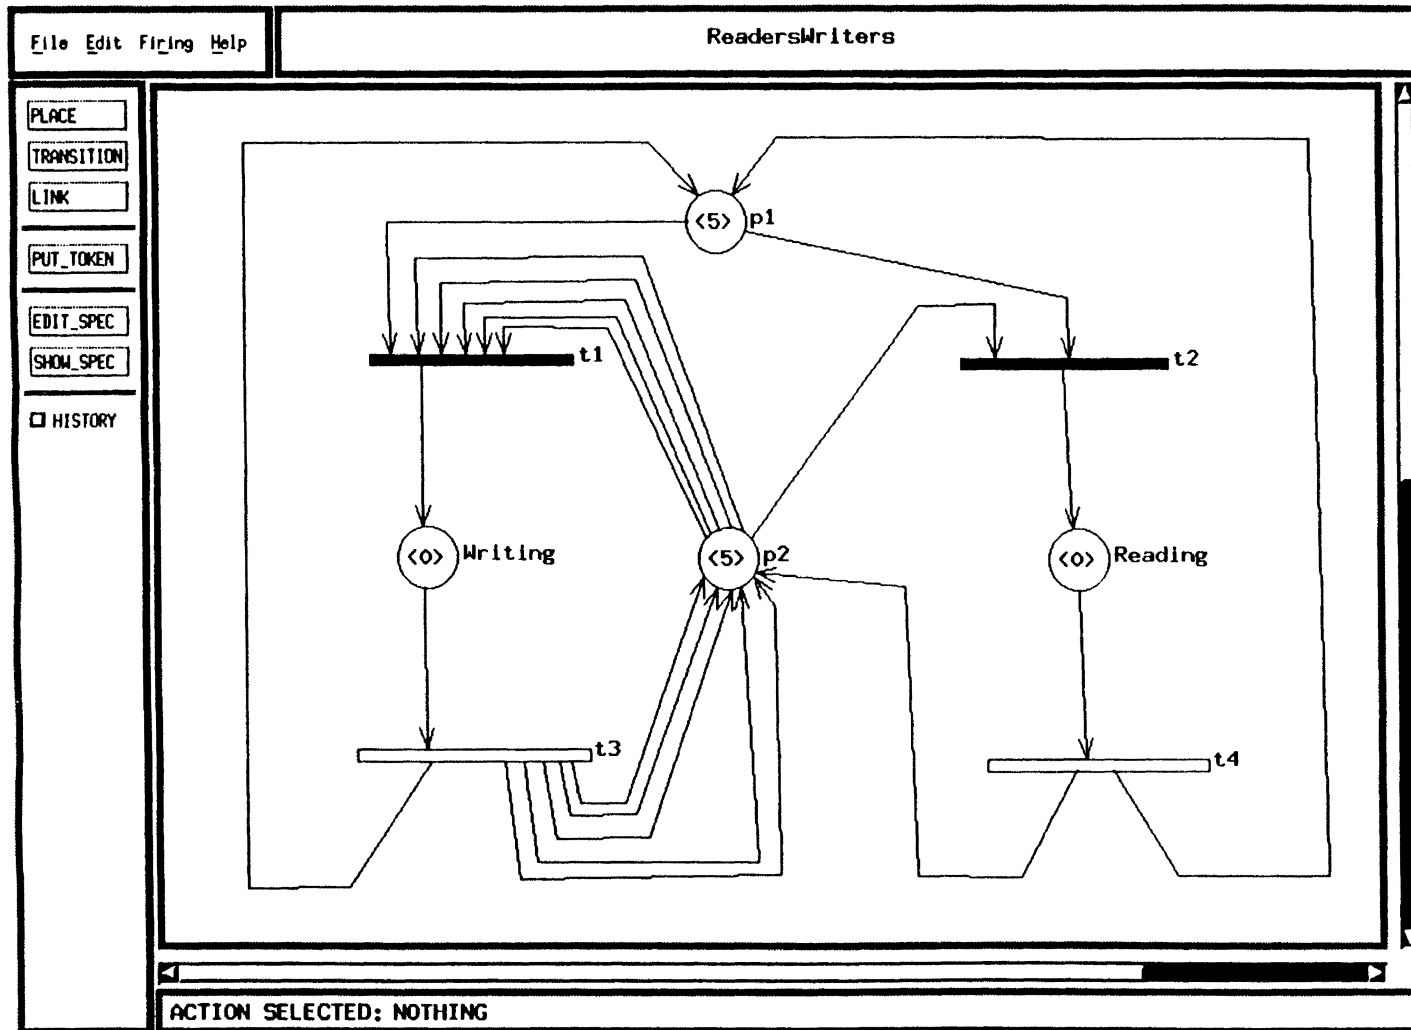 File Edit Firing Help
ReadersWriters
PLACE
TRANSITION
LINK
PUT_TOKEN
EDIT_SPEC
SHOW_SPEC
HISTORY
<5> p1
t1
t2
<0> Writing
<5> p2
<0> Reading
t3
t4
ACTION SELECTED: NOTHING